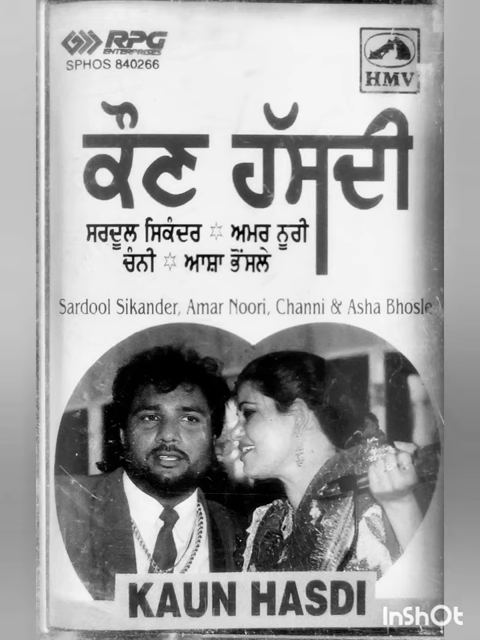 RPG
ENTERPRISES
SPHOS 840266
HMV
ਕੌਣ ਹੱਸਦੀ
ਸਰਦੂਲ ਸਿਕੰਦਰ ✡ ਅਮਰ ਨੂਰੀ
ਚੰਨੀ ✡ ਆਸ਼ਾ ਭੋਂਸਲੇ
Sardool Sikander, Amar Noori, Channi & Asha Bhosle
KAUN HASDI
InShOt